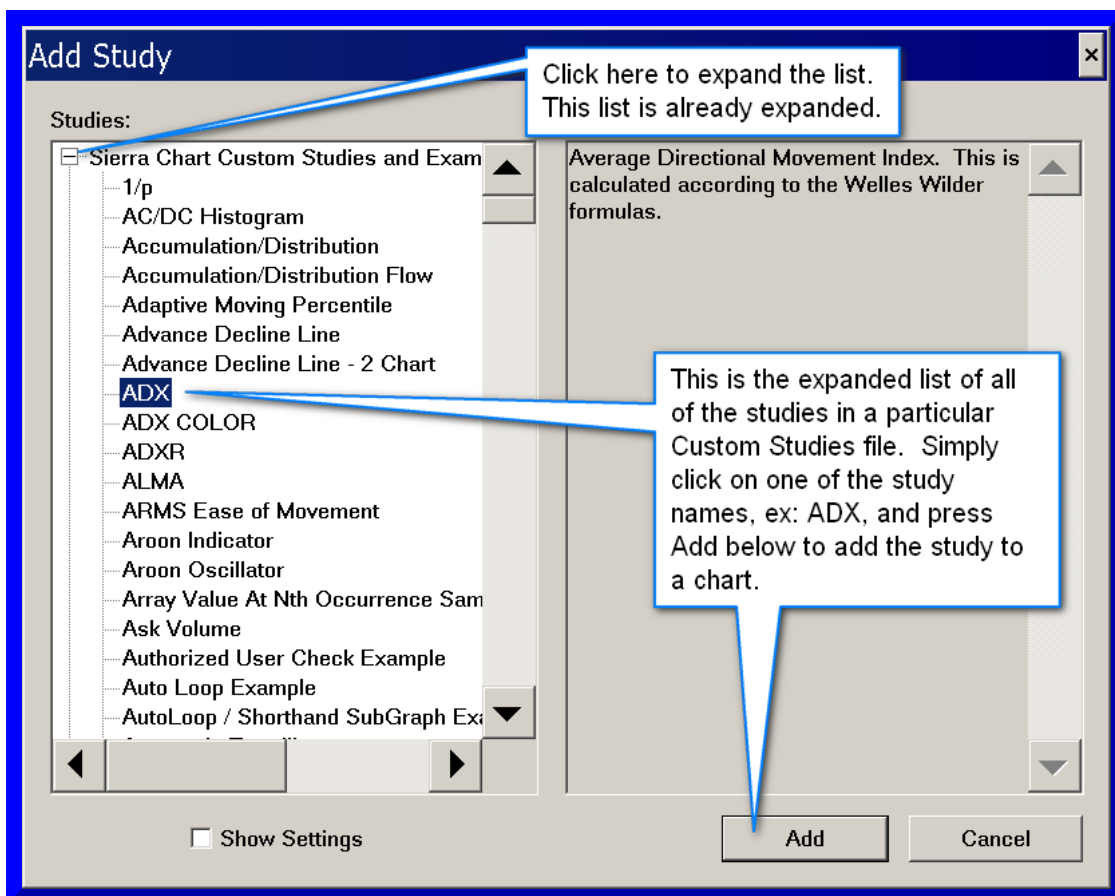 Add Study
Click here to expand the list.
This list is already expanded.
Studies:
Sierra Chart Custom Studies and Exam
1/p
AC/DC Histogram
Accumulation/Distribution
Accumulation/Distribution Flow
Adaptive Moving Percentile
Advance Decline Line
Advance Decline Line - 2 Chart
ADX
ADX COLOR
ADXR
ALMA
ARMS Ease of Movement
Aroon Indicator
Aroon Oscillator
Array Value At Nth Occurrence Sam
Ask Volume
Authorized User Check Example
Auto Loop Example
AutoLoop / Shorthand SubGraph Exa
Average Directional Movement Index. This is
calculated according to the Welles Wilder
formulas.
This is the expanded list of all
of the studies in a particular
Custom Studies file. Simply
click on one of the study
names, ex: ADX, and press
Add below to add the study to
a chart.
Show Settings
Add
Cancel